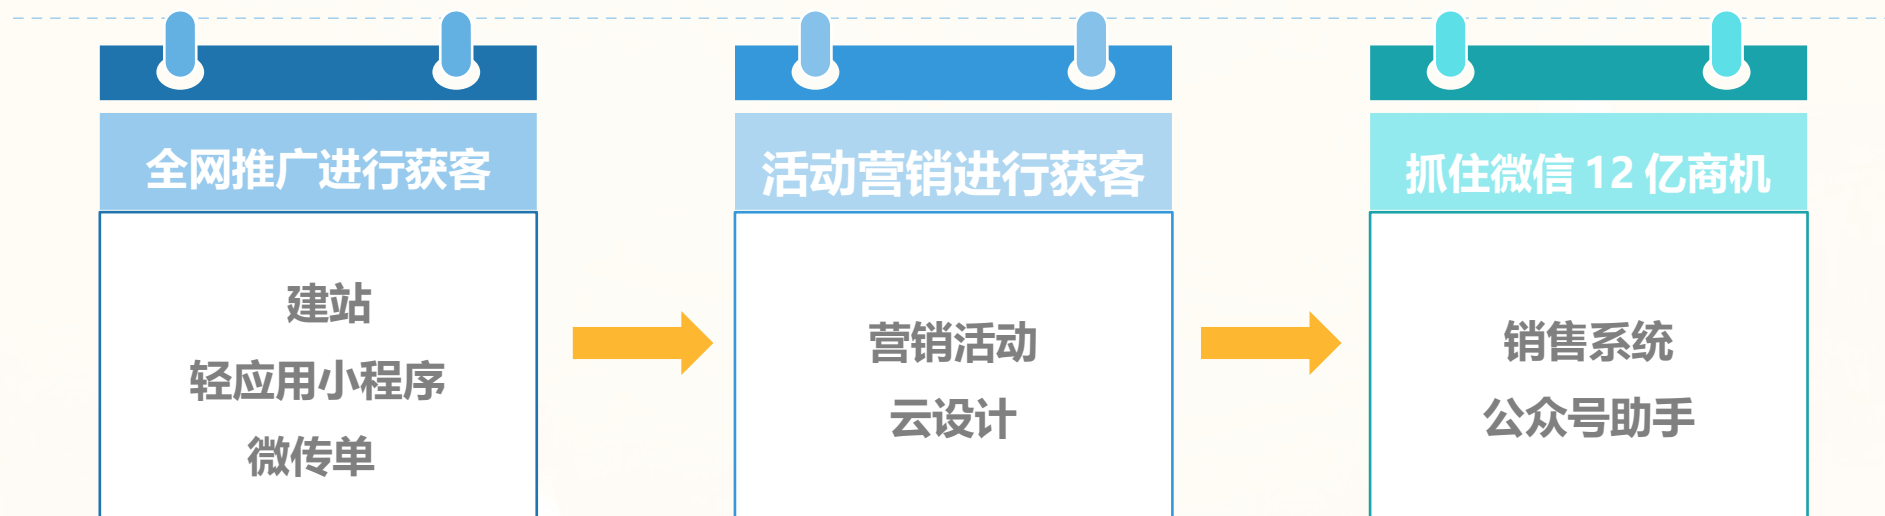 全网推广进行获客
建站
轻应用小程序
微传单
活动营销进行获客
营销活动
云设计
抓住微信 12 亿商机
销售系统
公众号助手